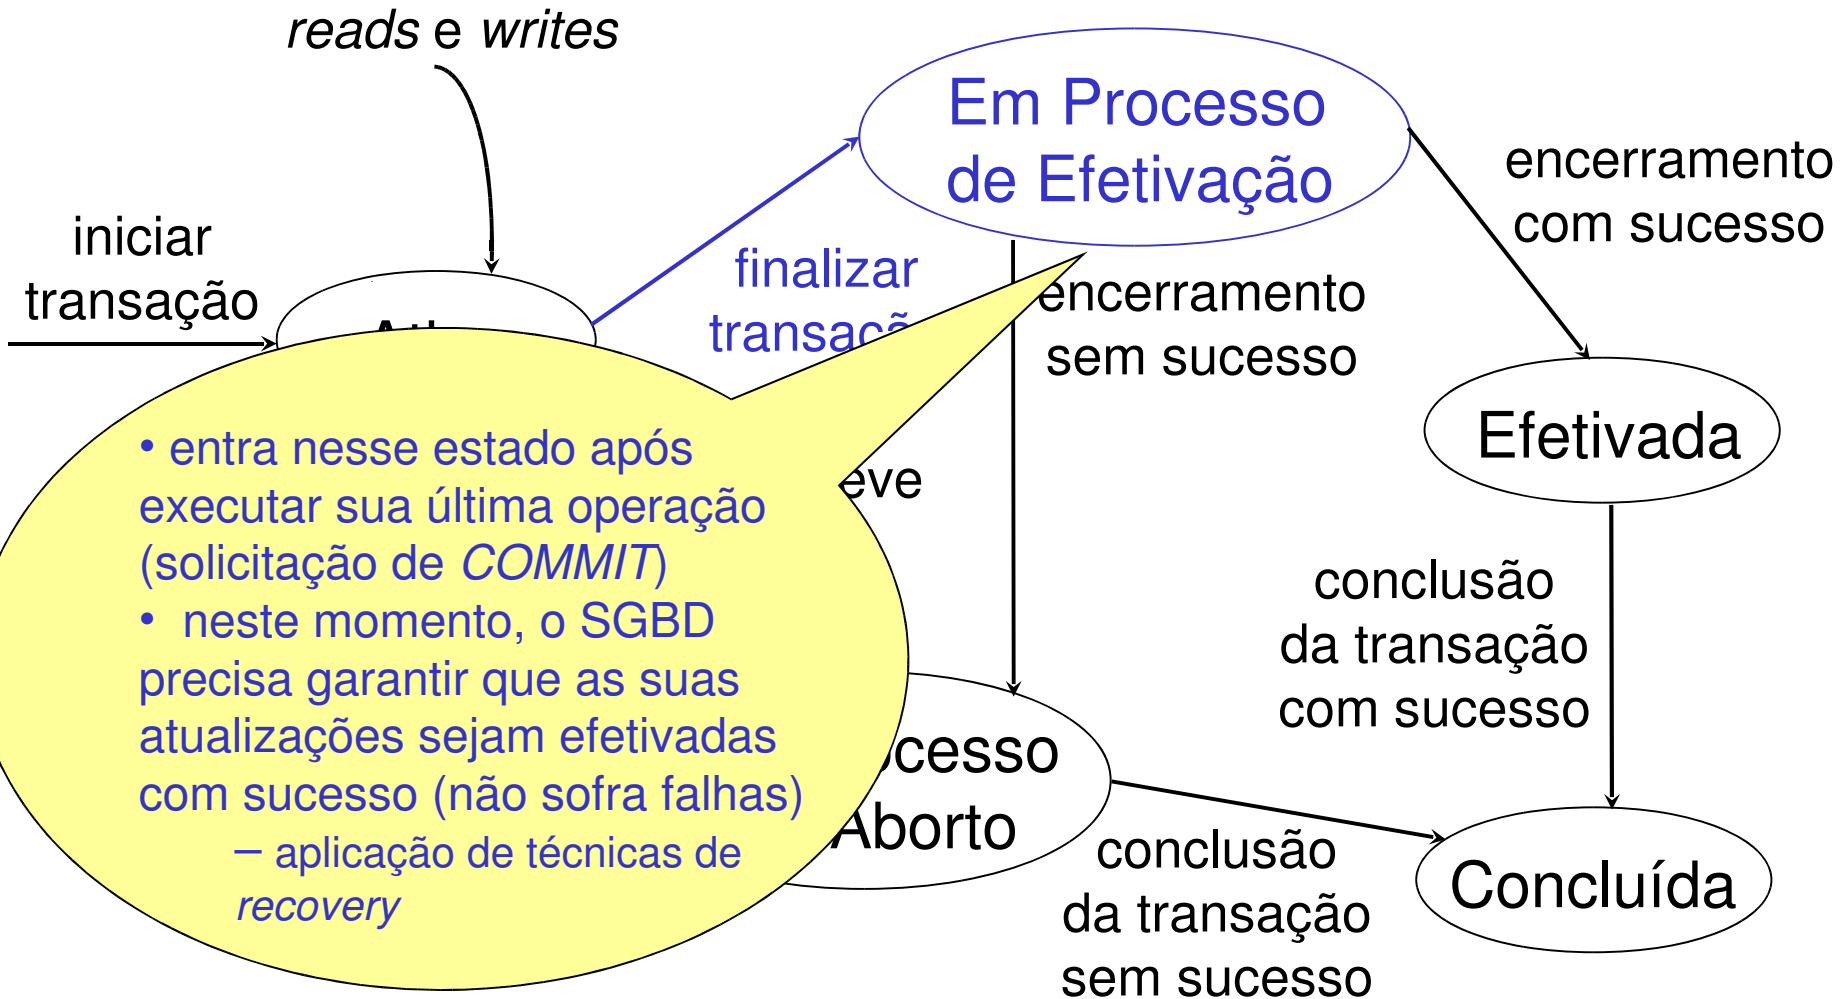 reads e writes
Em Processo
de Efetivação
encerramento
com sucesso
iniciar
transação
finalizar
encerramento
sem sucesso
Efetivada
• entra nesse estado após
executar sua última operação
(solicitação de COMMIT)
• neste momento, o SGBD
precisa garantir que as suas
atualizações sejam efetivadas
com sucesso (não sofra falhas)
– aplicação de técnicas de
recovery
conclusão
da transação
com sucesso
Aborto
conclusão
da transação
sem sucesso
Concluída